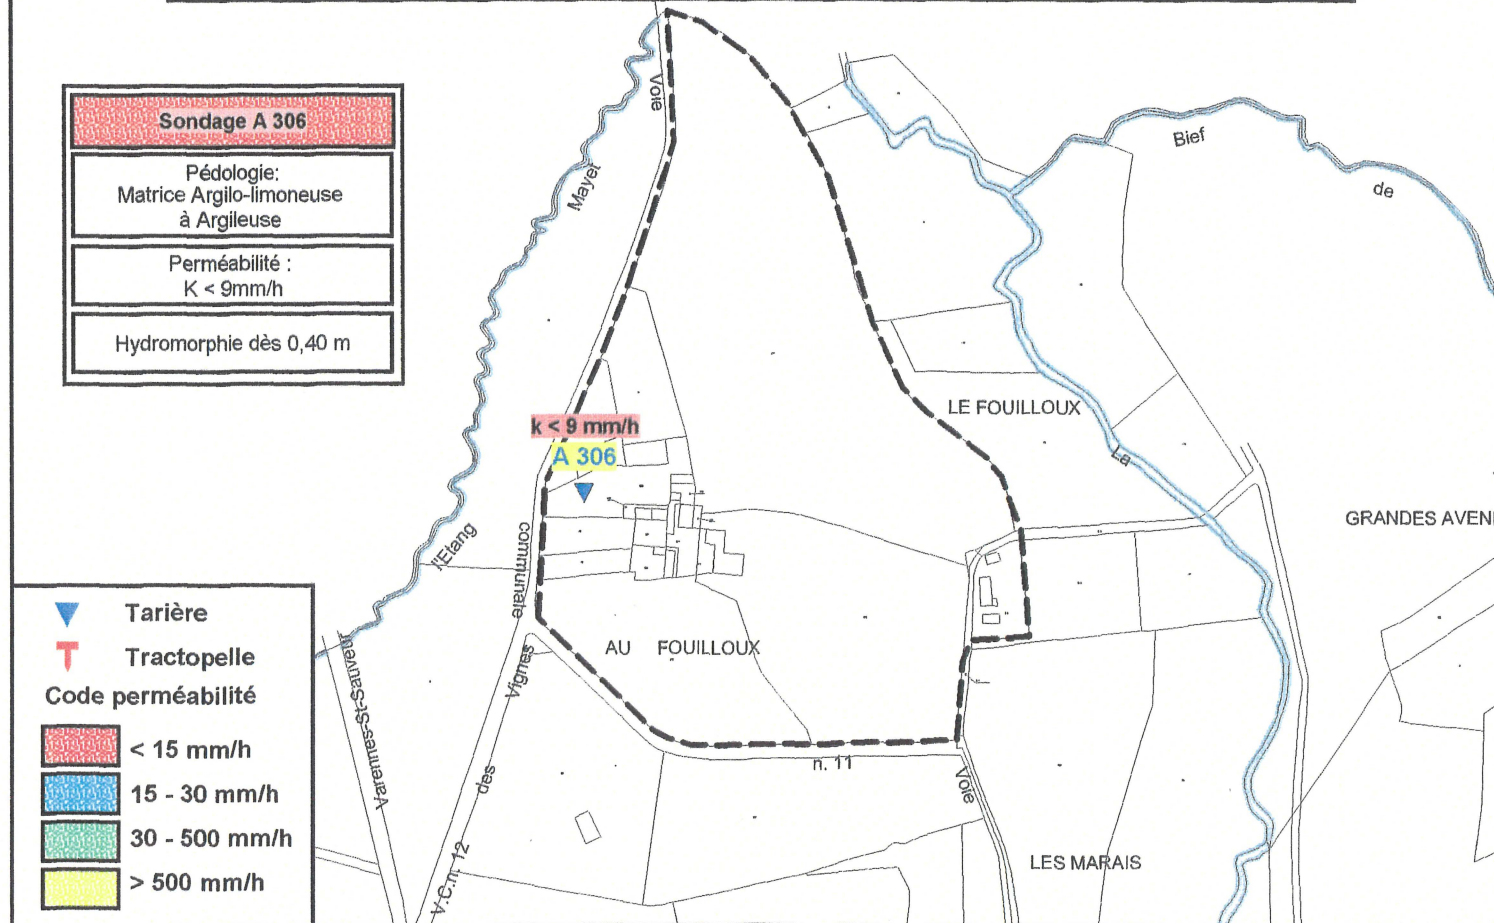 Sondage A 306
Pédologie:
Matrice Argilo-limoneuse
à Argileuse
Perméabilité :
K < 9mm/h
Hydromorphie dès 0,40 m
Voie
Mayet
Bief
de
k < 9 mm/h
A 306
LE FOUILLOUX
La
GRANDES AVEN
l'Etang
communale
AU FOUILLOUX
Vignes
des
V.C.n. 12
Varennes-St-Sauveu
n. 11
Voie
LES MARAIS
Tarière
Tractopelle
Code perméabilité
< 15 mm/h
15 - 30 mm/h
30 - 500 mm/h
> 500 mm/h